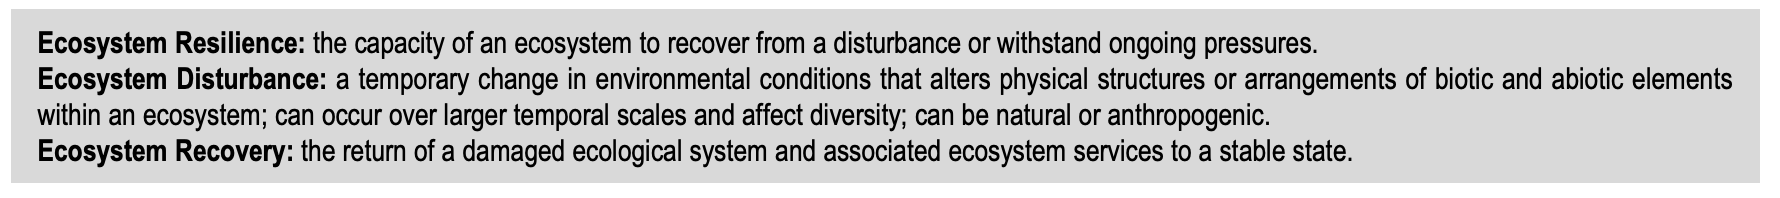 Ecosystem Resilience: the capacity of an ecosystem to recover from a disturbance or withstand ongoing pressures.
Ecosystem Disturbance: a temporary change in environmental conditions that alters physical structures or arrangements of biotic and abiotic elements
within an ecosystem; can occur over larger temporal scales and affect diversity; can be natural or anthropogenic.
Ecosystem Recovery: the return of a damaged ecological system and associated ecosystem services to a stable state.